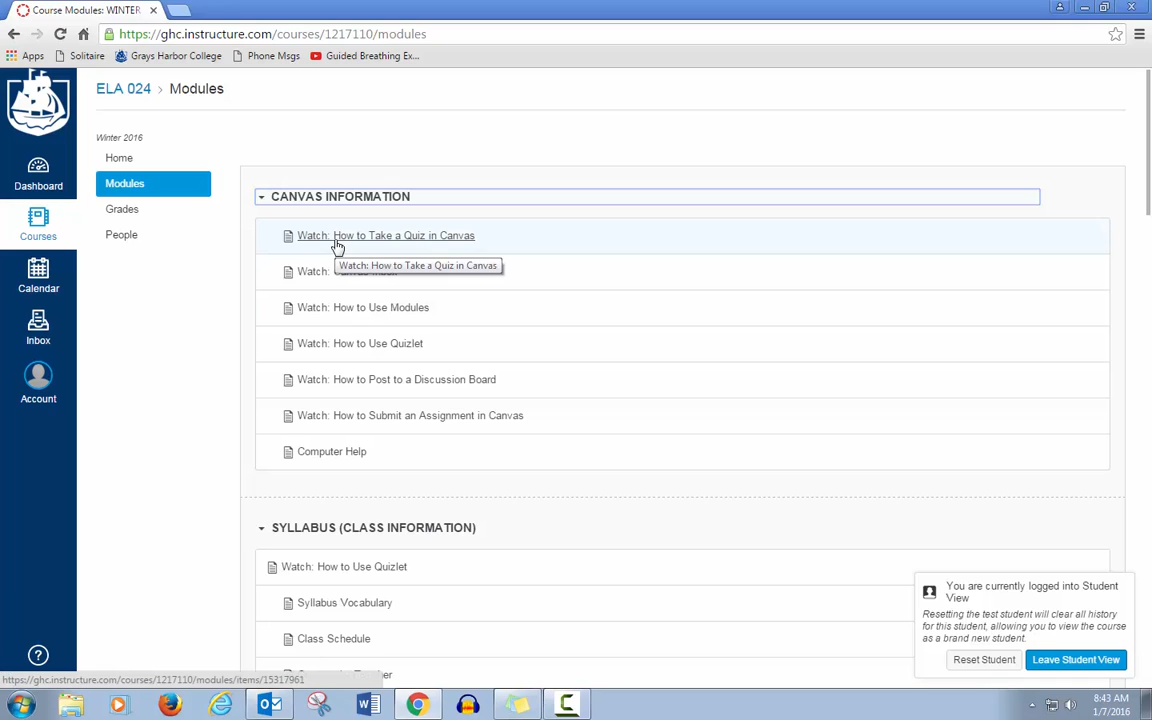 Course Modules: WINTER
https://ghc.instructure.com/courses/1217110/modules
Apps Solitaire Grays Harbor College Phone Msgs Guided Breathing Ex...
ELA 024 > Modules
Winter 2016
Home
Modules
Grades
People
Dashboard
Courses
Calendar
Inbox
Account
CANVAS INFORMATION
Watch: How to Take a Quiz in Canvas
Watch: How to Take a Quiz in Canvas
Watch:
Watch: How to Use Modules
Watch: How to Use Quizlet
Watch: How to Post to a Discussion Board
Watch: How to Submit an Assignment in Canvas
Computer Help
SYLLABUS (CLASS INFORMATION)
Watch: How to Use Quizlet
Syllabus Vocabulary
Class Schedule
You are currently logged into Student
View
Resetting the test student will clear all history
for this student, allowing you to view the course
as a brand new student.
Reset Student
Leave Student View
https://ghc.instructure.com/courses/1217110/modules/items/15317961
8:43 AM
1/7/2016